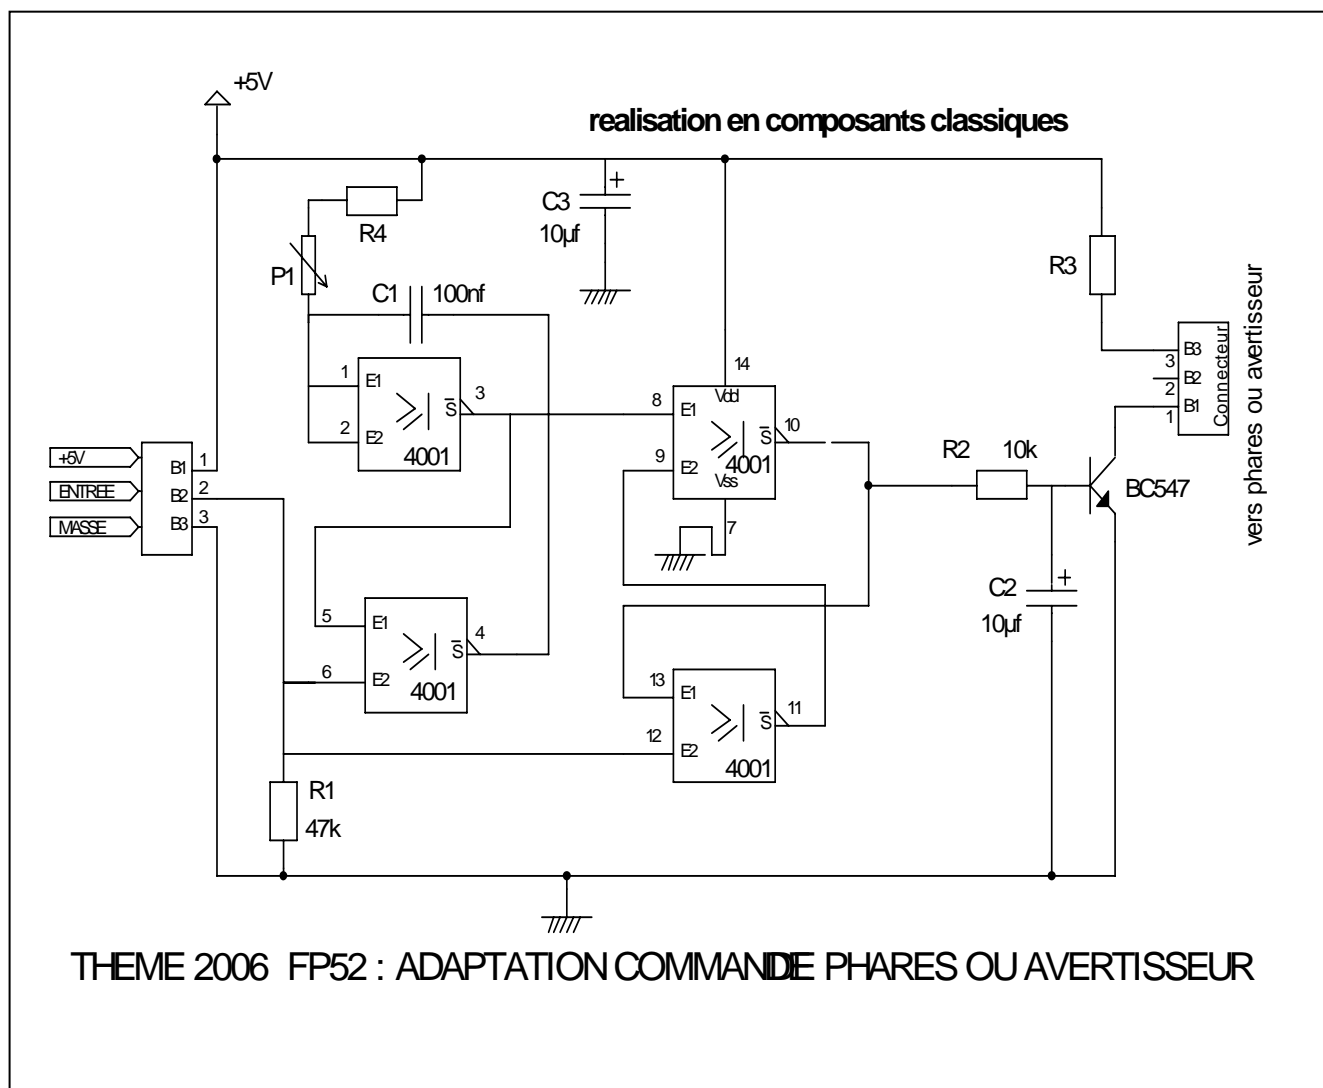 +5V
realisation en composants classiques
R4
C3
+
10µf
P1
C1 100nf
R3
vers phares ou avertisseur
Connecteur
B3
3
B2
2
B1
1
1
E1
2
E2
≥|
S̅
3
4001
14
Vdd
8
E1
9
E2
≥|
S̅
10
4001
Vss
7
+5V
ENTREE
MASSE
B1
1
B2
2
B3
3
R2 10k
BC547
C2
+
10µf
5
E1
6
E2
≥|
S̅
4
4001
13
E1
12
E2
≥|
S̅
11
4001
R1
47k
THEME 2006 FP52 : ADAPTATION COMMANDE PHARES OU AVERTISSEUR